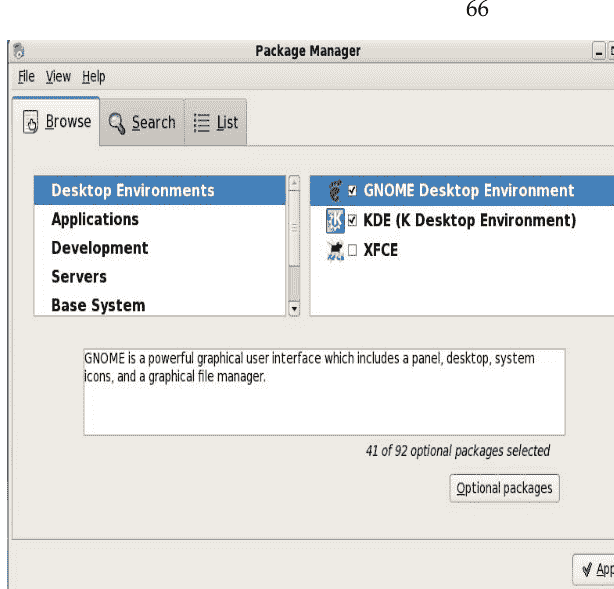 66
Package Manager
File View Help
Browse Search List
Desktop Environments
Applications
Development
Servers
Base System
GNOME Desktop Environment
KDE (K Desktop Environment)
XFCE
GNOME is a powerful graphical user interface which includes a panel, desktop, system
icons, and a graphical file manager.
41 of 92 optional packages selected
Optional packages